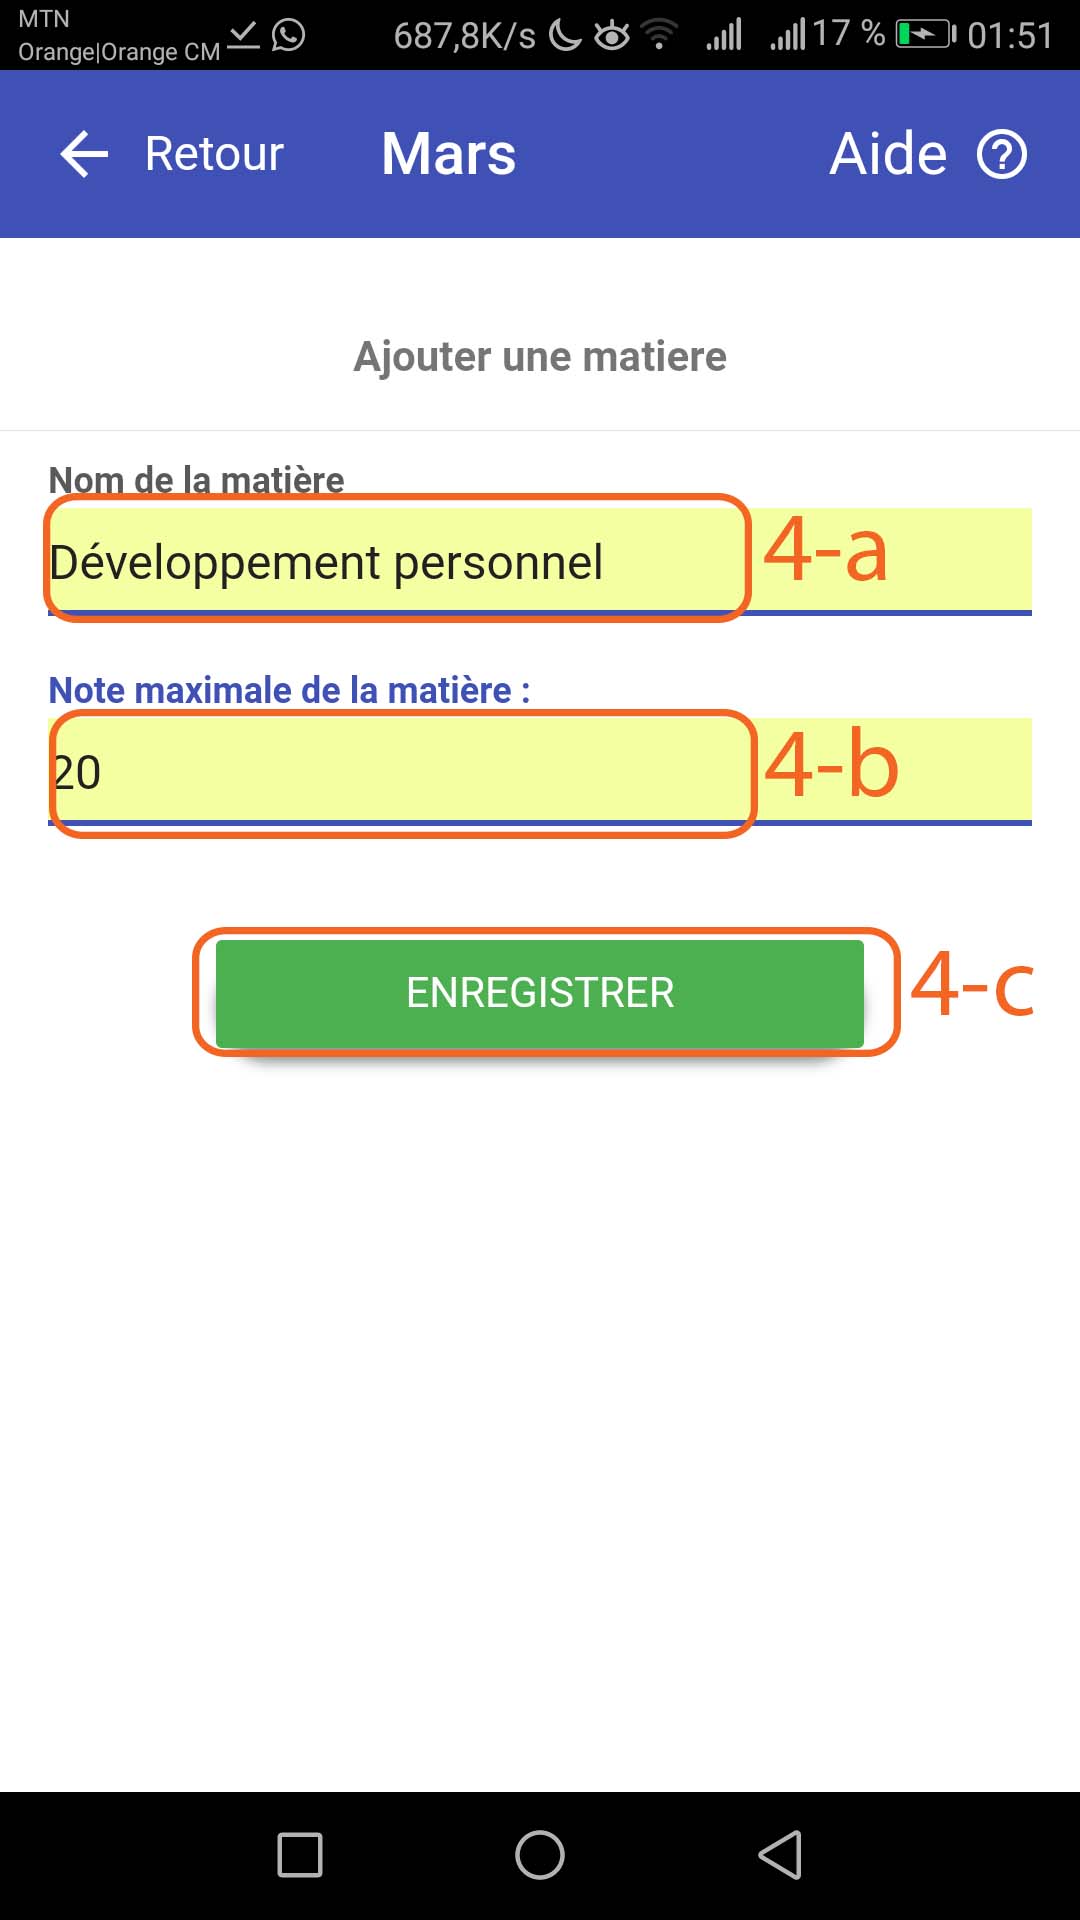 MTN
Orange|Orange CM 687,8K/s 17 % 01:51
Retour Mars Aide ?
Ajouter une matiere
Nom de la matière
Développement personnel 4-a
Note maximale de la matière :
20 4-b
ENREGISTRER 4-c